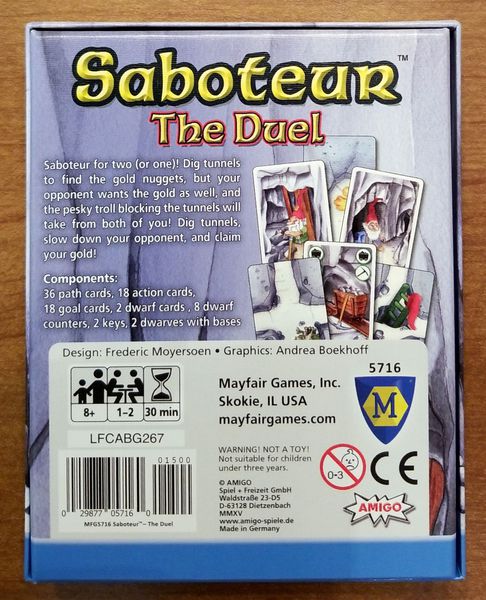 Saboteur™
The Duel
Saboteur for two (or one)! Dig tunnels
to find the gold nuggets, but your
opponent wants the gold as well, and
the pesky troll blocking the tunnels will
take from both of you! Dig tunnels,
slow down your opponent, and claim
your gold!
Components:
36 path cards, 18 action cards,
18 goal cards, 2 dwarf cards , 8 dwarf
counters, 2 keys, 2 dwarves with bases
Design: Frederic Moyersoen • Graphics: Andrea Boekhoff
8+
1–2
30 min
LFCABG267
01500
0 29877 05716 0
MFG5716 Saboteur™– The Duel
Mayfair Games, Inc.
Skokie, IL USA
mayfairgames.com
5716
M
WARNING! NOT A TOY!
Not suitable for children
under three years.
0-3
CE
© AMIGO
Spiel + Freizeit GmbH
Waldstraße 23-D5
D-63128 Dietzenbach
MMXV
www.amigo-spiele.de
Made in Germany
AMIGO